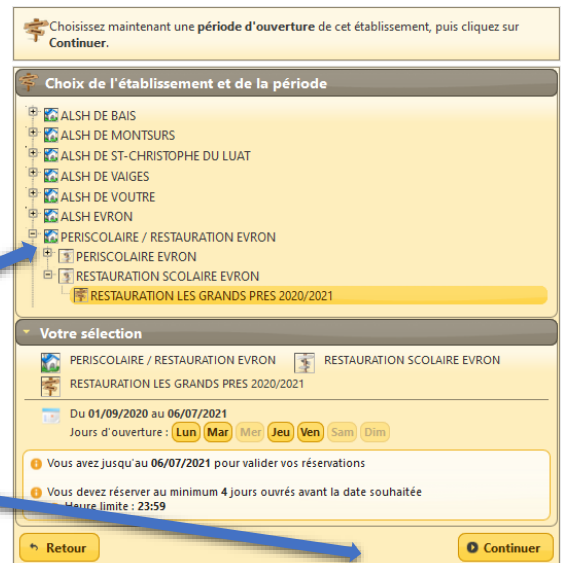 Choisissez maintenant une période d'ouverture de cet établissement, puis cliquez sur
Continuer.
Choix de l'établissement et de la période
ALSH DE BAIS
ALSH DE MONTSURS
ALSH DE ST-CHRISTOPHE DU LUAT
ALSH DE VAIGES
ALSH DE VOUTRE
ALSH EVRON
PERISCOLAIRE / RESTAURATION EVRON
PERISCOLAIRE EVRON
RESTAURATION SCOLAIRE EVRON
RESTAURATION LES GRANDS PRES 2020/2021
Votre sélection
PERISCOLAIRE / RESTAURATION EVRON RESTAURATION SCOLAIRE EVRON
RESTAURATION LES GRANDS PRES 2020/2021
Du 01/09/2020 au 06/07/2021
Jours d'ouverture : Lun Mar Mer Jeu Ven Sam Dim
Vous avez jusqu'au 06/07/2021 pour valider vos réservations
Vous devez réserver au minimum 4 jours ouvrés avant la date souhaitée
Heure limite : 23:59
Retour Continuer